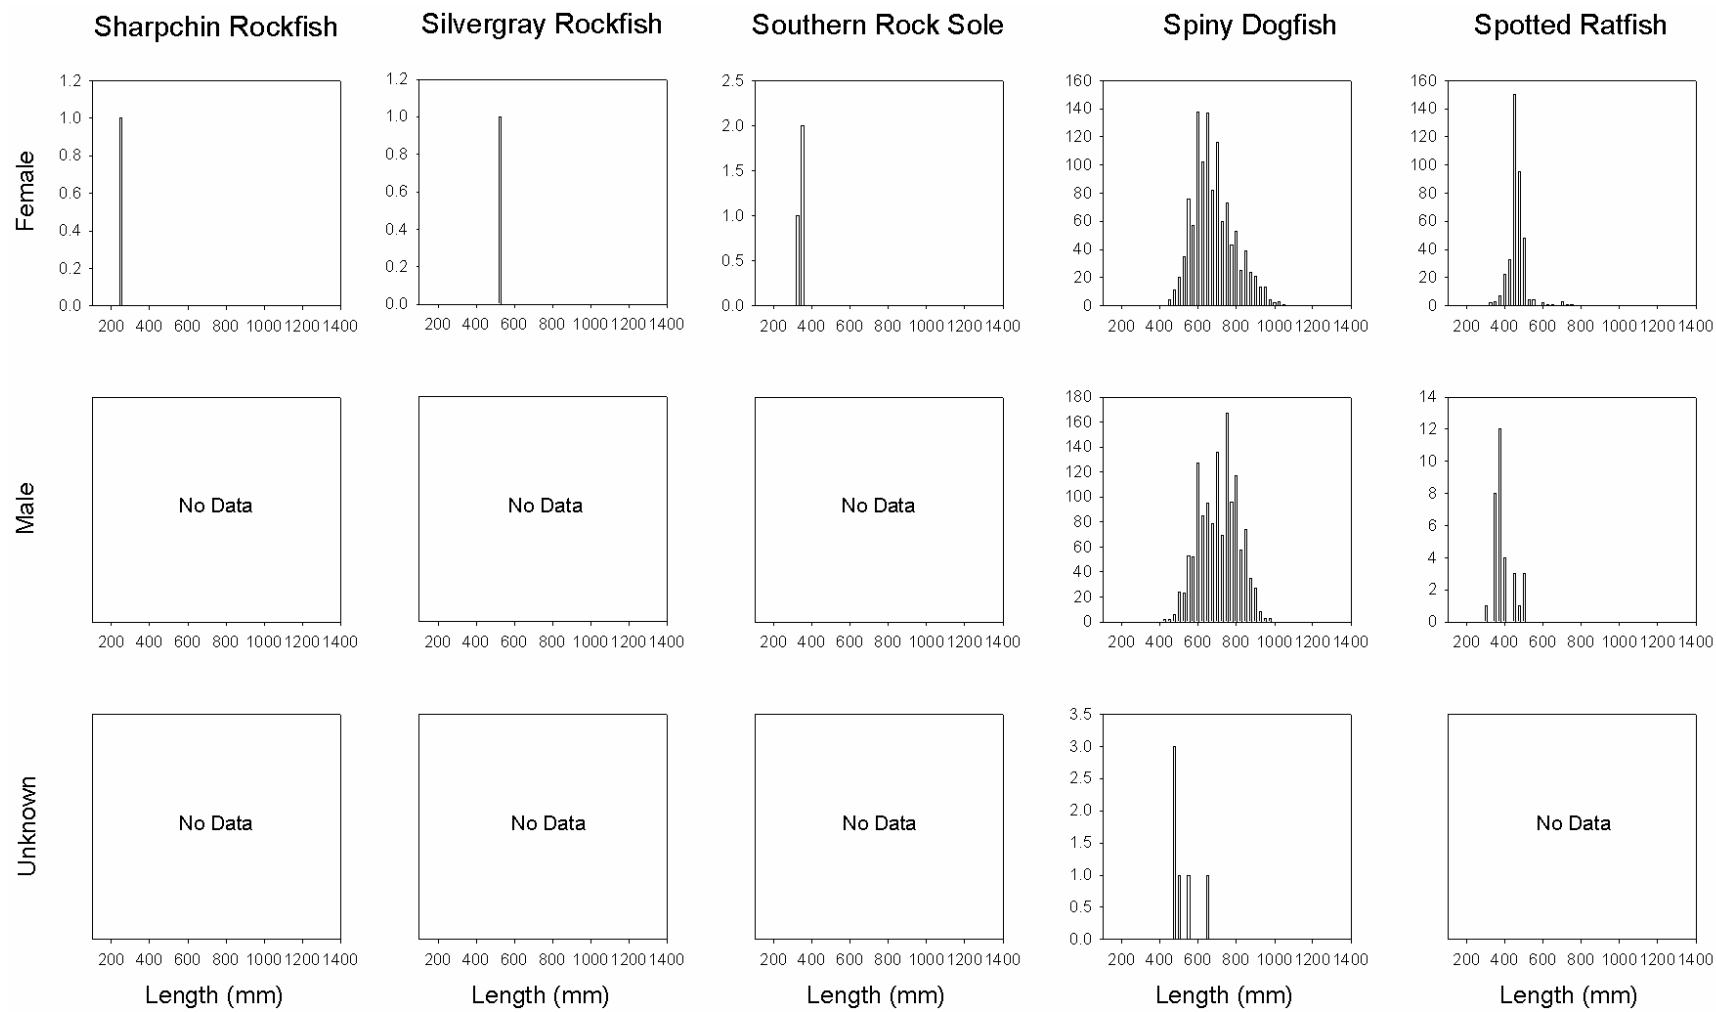 Sharpchin Rockfish Silvergray Rockfish Southern Rock Sole Spiny Dogfish Spotted Ratfish
Female
1.2
1.0
0.8
0.6
0.4
0.2
0.0
200 400 600 800 1000 1200 1400
1.2
1.0
0.8
0.6
0.4
0.2
0.0
200 400 600 800 1000 1200 1400
2.5
2.0
1.5
1.0
0.5
0.0
200 400 600 800 1000 1200 1400
160
140
120
100
80
60
40
20
0
200 400 600 800 1000 1200 1400
160
140
120
100
80
60
40
20
0
200 400 600 800 1000 1200 1400
Male
No Data
200 400 600 800 1000 1200 1400
No Data
200 400 600 800 1000 1200 1400
No Data
200 400 600 800 1000 1200 1400
180
160
140
120
100
80
60
40
20
0
200 400 600 800 1000 1200 1400
14
12
10
8
6
4
2
0
200 400 600 800 1000 1200 1400
Unknown
No Data
200 400 600 800 1000 1200 1400
No Data
200 400 600 800 1000 1200 1400
No Data
200 400 600 800 1000 1200 1400
3.5
3.0
2.5
2.0
1.5
1.0
0.5
0.0
200 400 600 800 1000 1200 1400
No Data
200 400 600 800 1000 1200 1400
Length (mm) Length (mm) Length (mm) Length (mm) Length (mm)